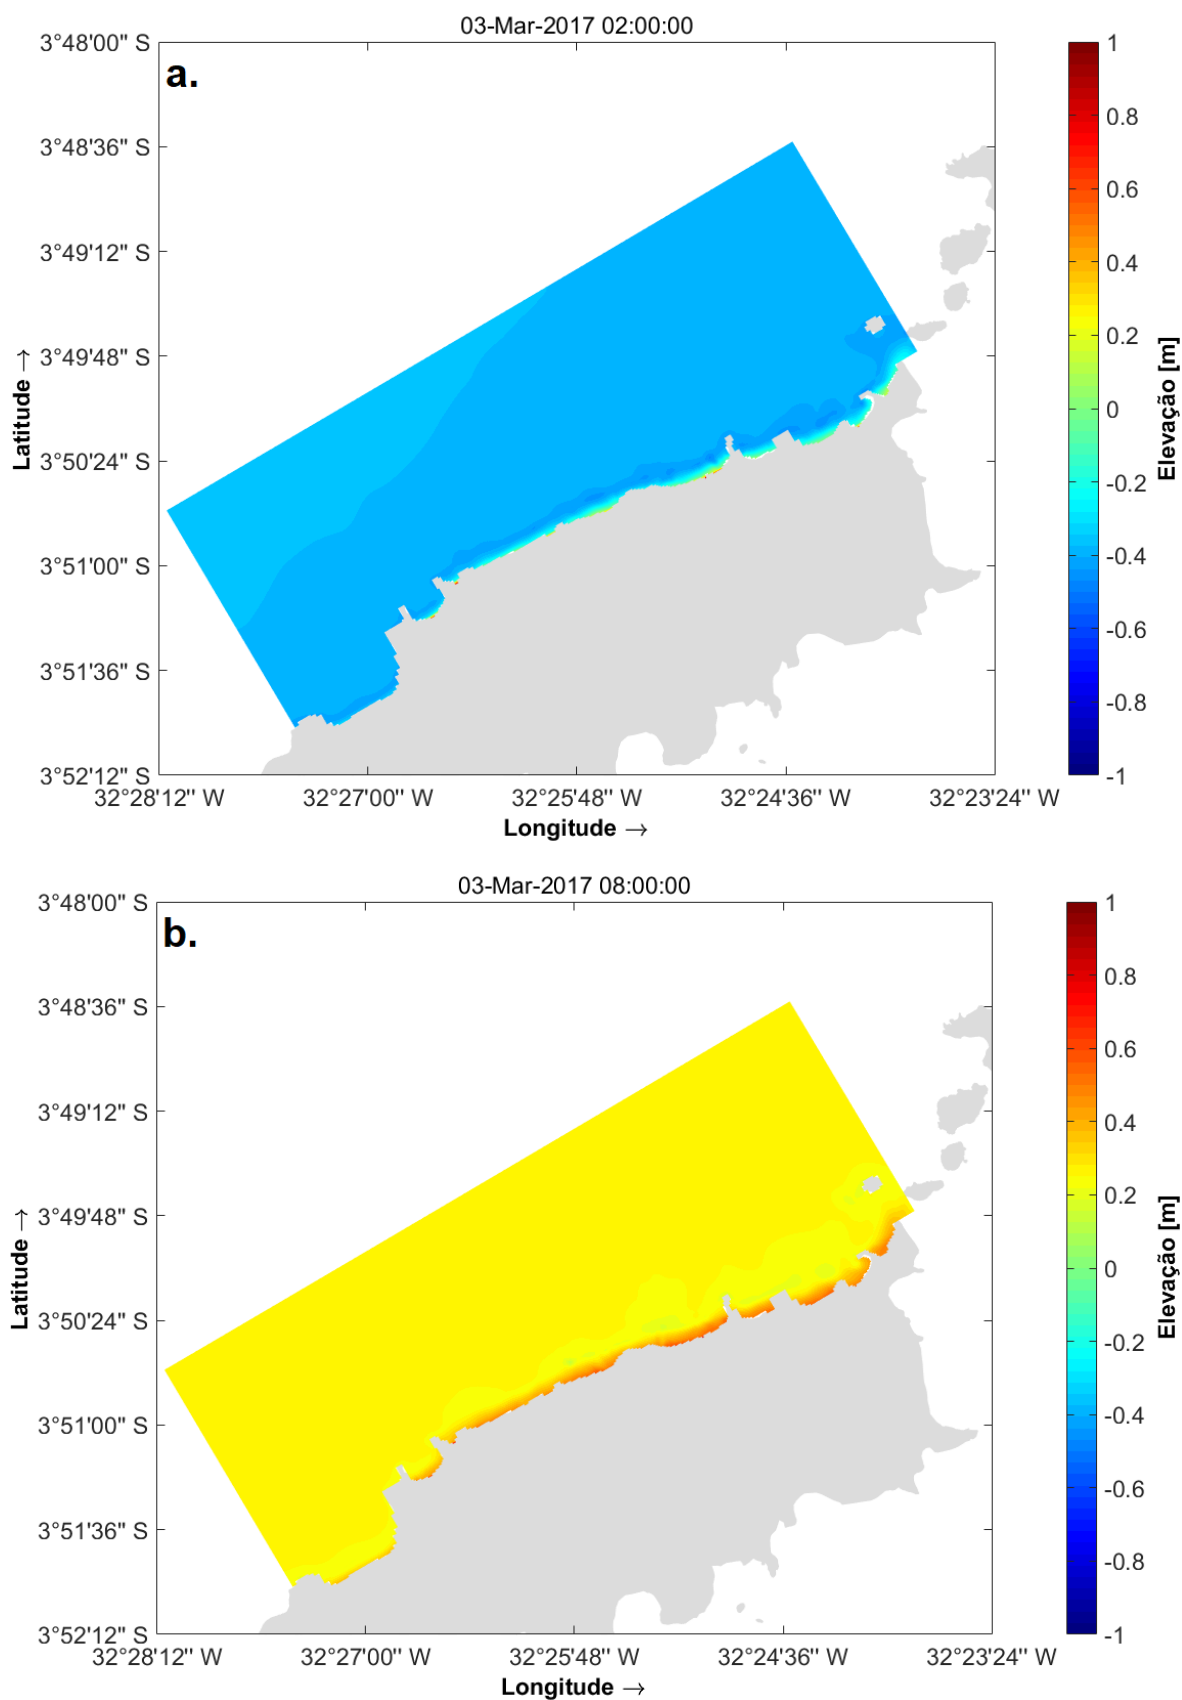 03-Mar-2017 02:00:00
a.
3°48'00" S
3°48'36" S
3°49'12" S
3°49'48" S
3°50'24" S
3°51'00" S
3°51'36" S
3°52'12" S
Latitude →
32°28'12" W
32°27'00" W
32°25'48" W
32°24'36" W
32°23'24" W
Longitude →
1
0.8
0.6
0.4
0.2
0
-0.2
-0.4
-0.6
-0.8
-1
Elevação [m]
03-Mar-2017 08:00:00
b.
3°48'00" S
3°48'36" S
3°49'12" S
3°49'48" S
3°50'24" S
3°51'00" S
3°51'36" S
3°52'12" S
Latitude →
32°28'12" W
32°27'00" W
32°25'48" W
32°24'36" W
32°23'24" W
Longitude →
1
0.8
0.6
0.4
0.2
0
-0.2
-0.4
-0.6
-0.8
-1
Elevação [m]